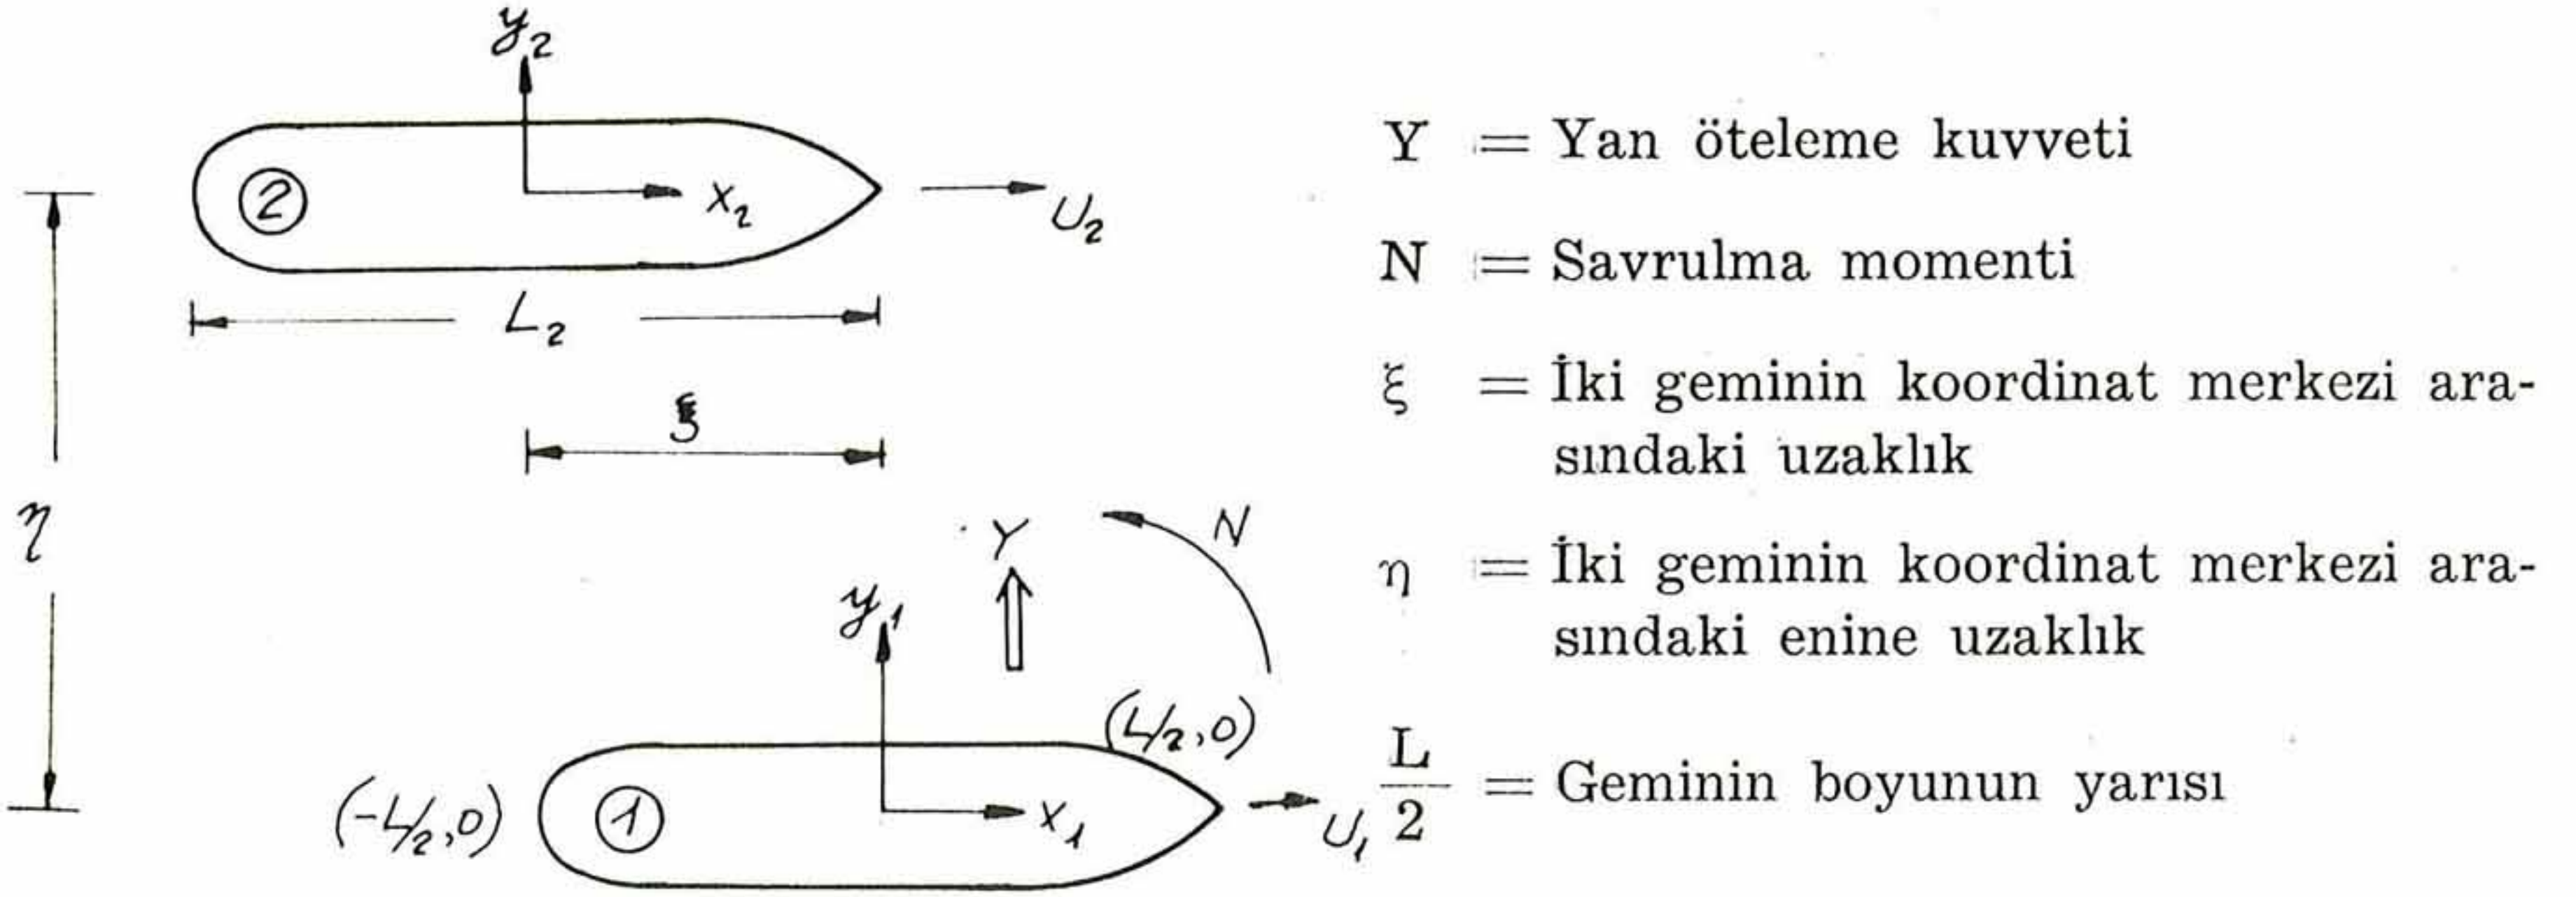 y₂
②
x₂
U₂
L₂
ξ
η
Y
N
y₁
(L/2,0)
(-L/2,0)
①
x₁
U₁
Y = Yan öteleme kuvveti
N = Savrulma momenti
ξ = İki geminin koordinat merkezi ara-
sındaki uzaklık
η = İki geminin koordinat merkezi ara-
sındaki enine uzaklık
L/2 = Geminin boyunun yarısı